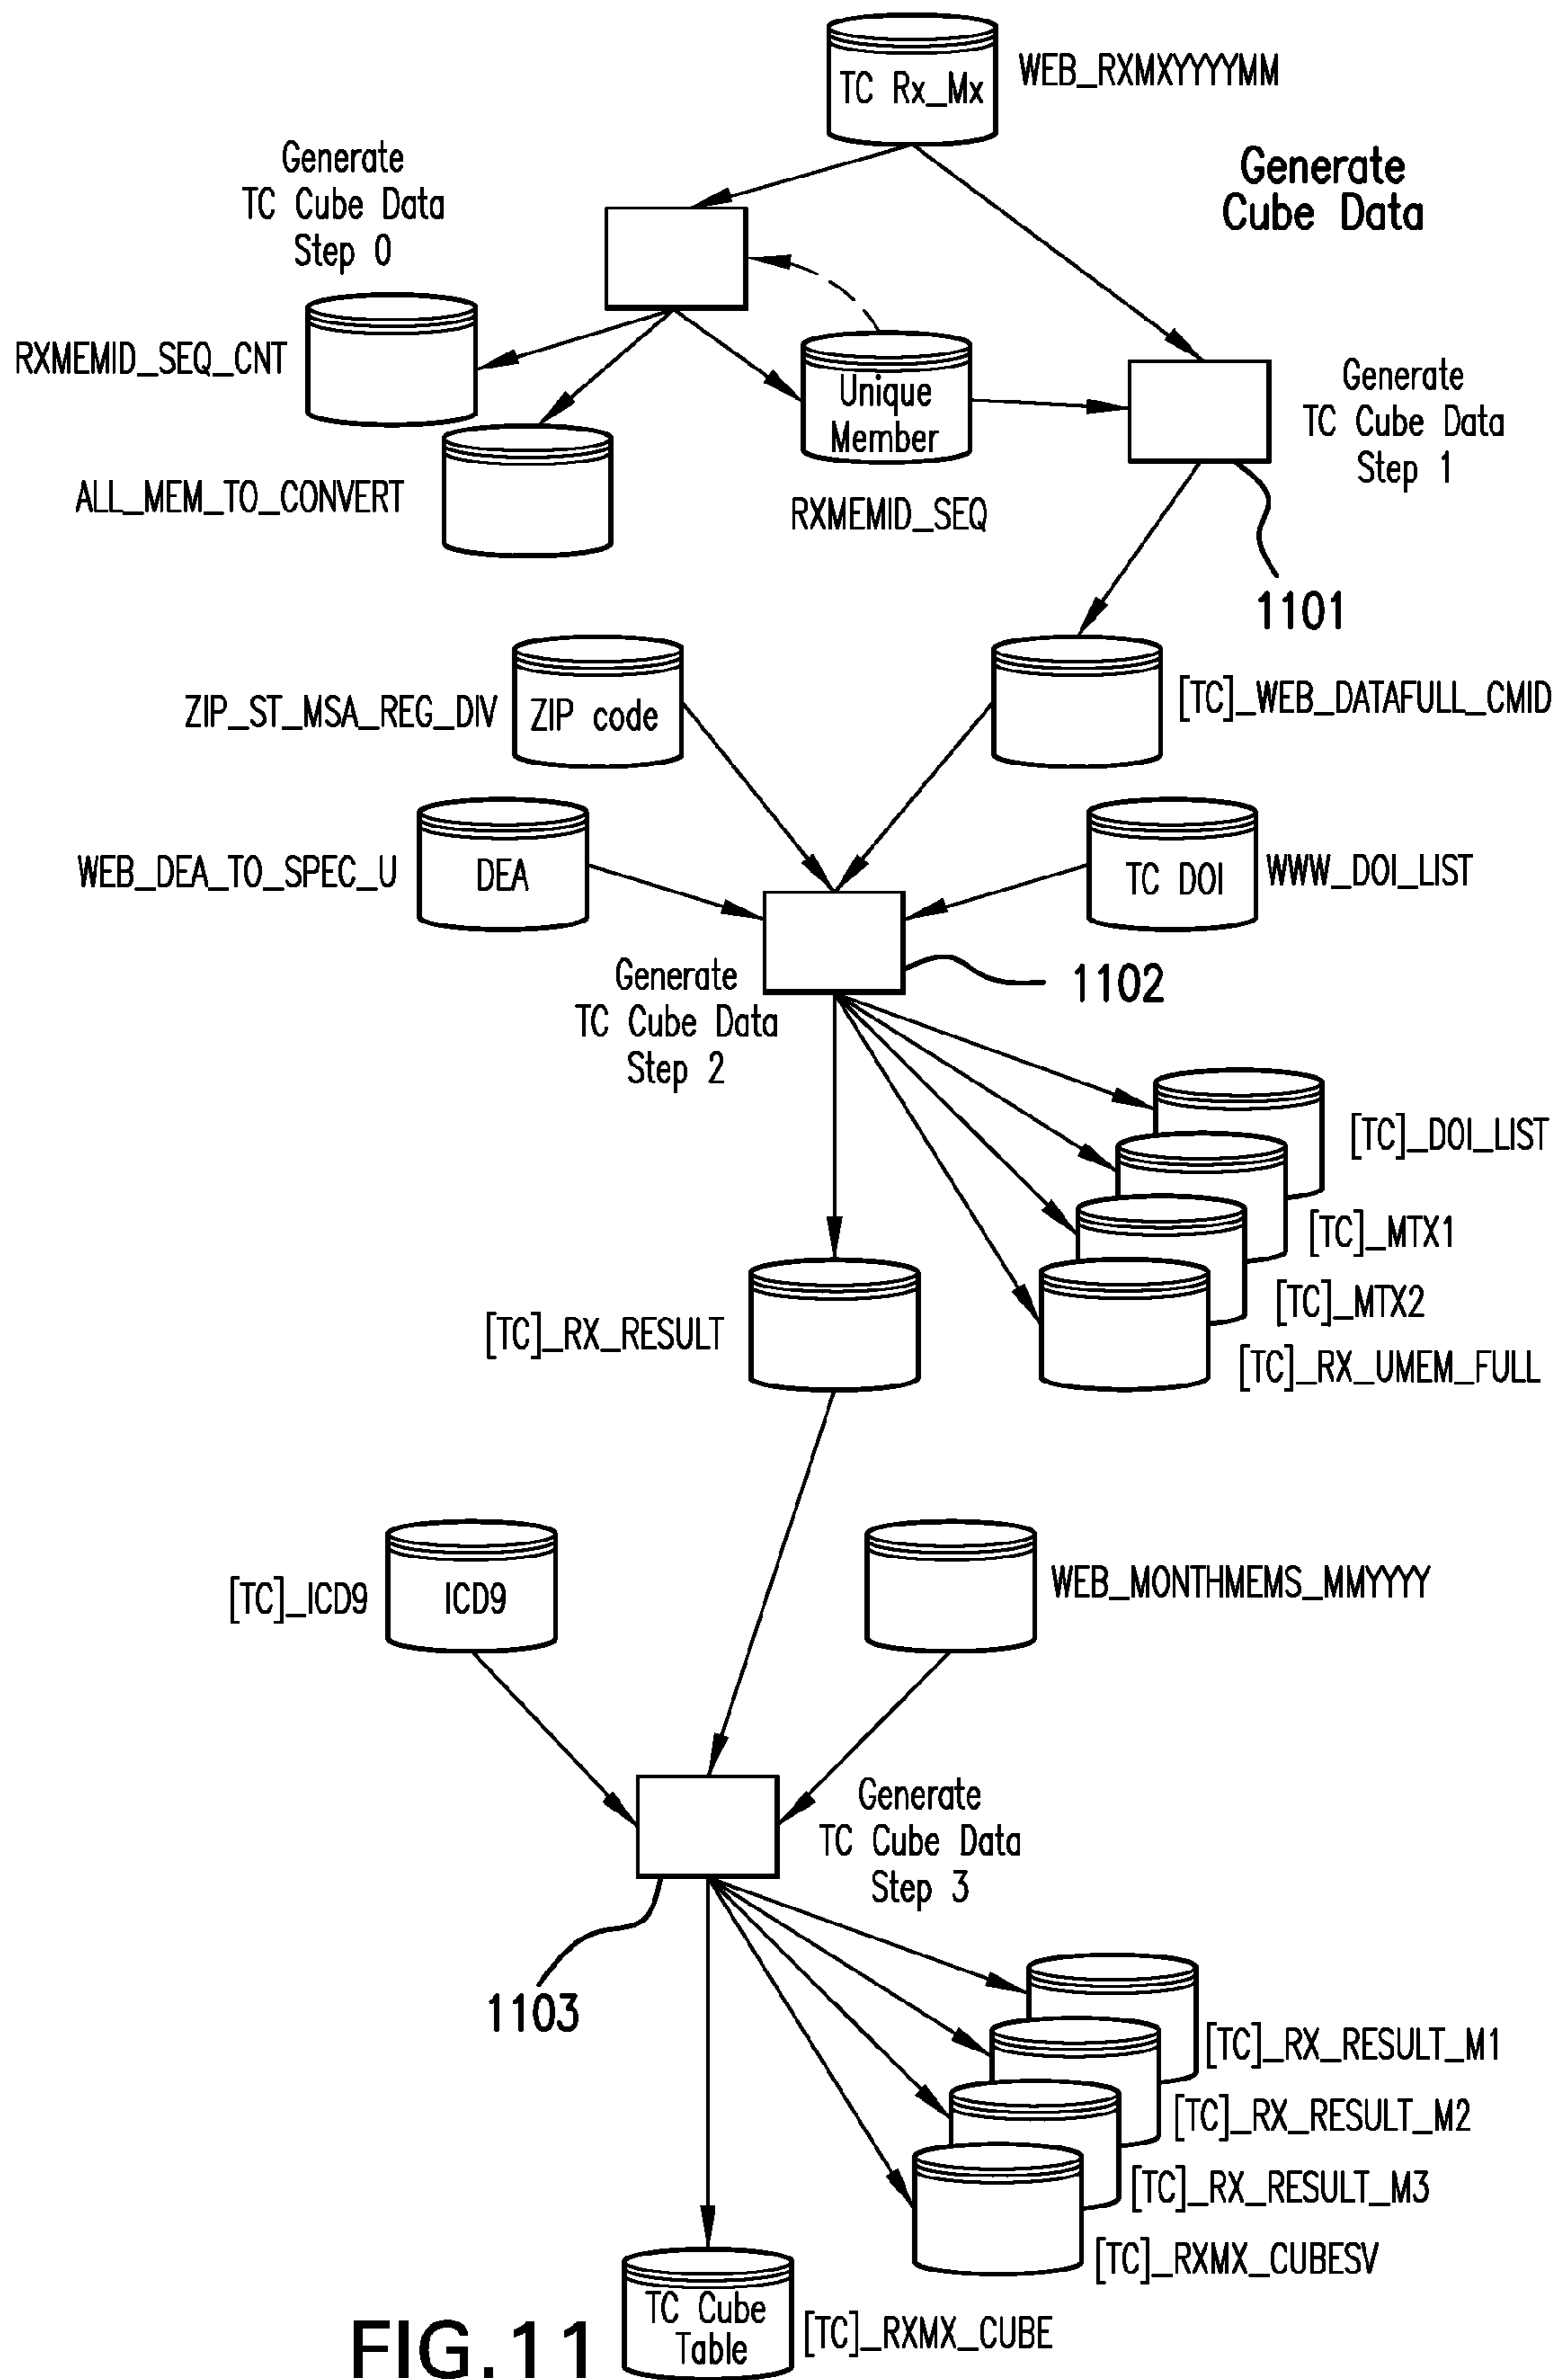 TC Rx_Mx
WEB_RXMXYYYYMM
Generate
TC Cube Data
Step 0
Generate
Cube Data
RXMEMID_SEQ_CNT
Unique
Member
Generate
TC Cube Data
Step 1
ALL_MEM_TO_CONVERT
RXMEMID_SEQ
1101
ZIP_ST_MSA_REG_DIV
ZIP code
[TC]_WEB_DATAFULL_CMID
WEB_DEA_TO_SPEC_U
DEA
TC DOI
WWW_DOI_LIST
Generate
TC Cube Data
Step 2
1102
[TC]_DOI_LIST
[TC]_MTX1
[TC]_MTX2
[TC]_RX_RESULT
[TC]_RX_UMEM_FULL
[TC]_ICD9
ICD9
WEB_MONTHMEMS_MMYYYY
Generate
TC Cube Data
Step 3
1103
[TC]_RX_RESULT_M1
[TC]_RX_RESULT_M2
[TC]_RX_RESULT_M3
[TC]_RXMX_CUBESV
TC Cube
Table
[TC]_RXMX_CUBE
FIG.11